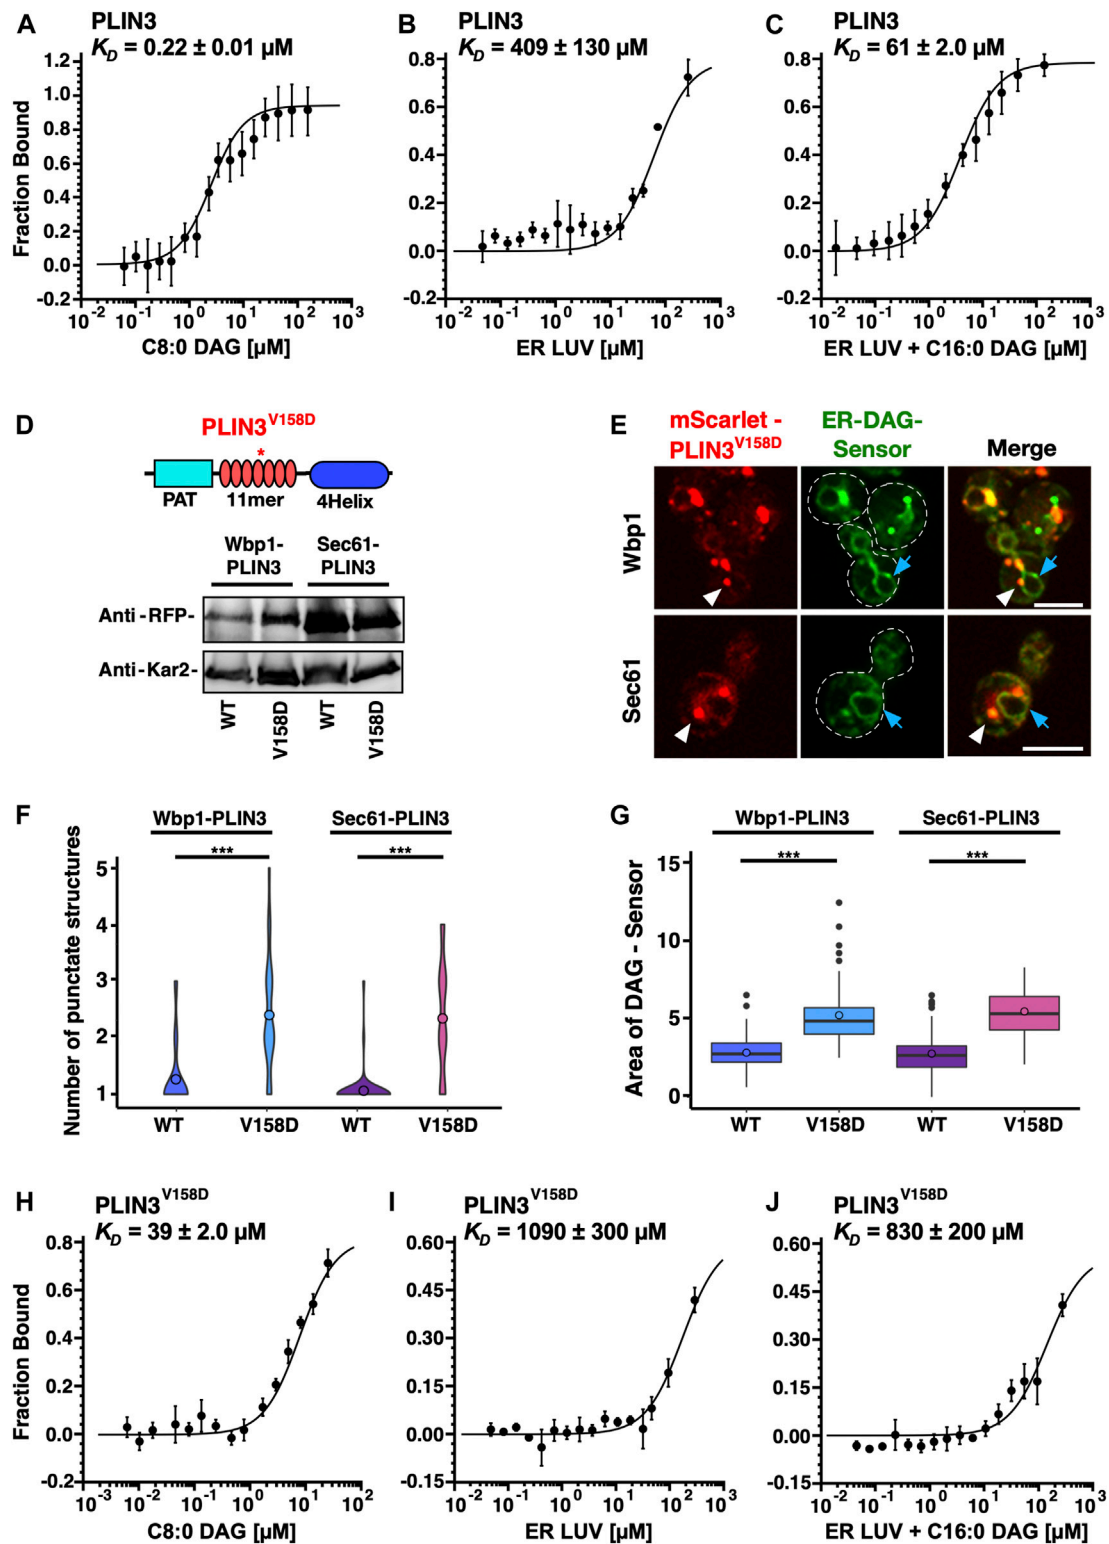 A
PLIN3
K_D = 0.22 ± 0.01 µM
Fraction Bound
1.2
1.0
0.8
0.6
0.4
0.2
0.0
-0.2
10^-2 10^-1 10^0 10^1 10^2 10^3
C8:0 DAG [µM]
B
PLIN3
K_D = 409 ± 130 µM
0.8
0.6
0.4
0.2
0.0
-0.2
10^-2 10^-1 10^0 10^1 10^2 10^3
ER LUV [µM]
C
PLIN3
K_D = 61 ± 2.0 µM
0.8
0.6
0.4
0.2
0.0
-0.2
10^-2 10^-1 10^0 10^1 10^2 10^3
ER LUV + C16:0 DAG [µM]
D
PLIN3^V158D
*
PAT 11mer 4Helix
Wbp1- Sec61-
PLIN3 PLIN3
Anti-RFP-
Anti-Kar2-
WT V158D WT V158D
E
mScarlet - ER-DAG-
PLIN3^V158D Sensor Merge
Wbp1
Sec61
F
Wbp1-PLIN3 Sec61-PLIN3
*** ***
Number of punctate structures
5
4
3
2
1
WT V158D WT V158D
G
Wbp1-PLIN3 Sec61-PLIN3
*** ***
Area of DAG - Sensor
15
10
5
0
WT V158D WT V158D
H
PLIN3^V158D
K_D = 39 ± 2.0 µM
Fraction Bound
0.8
0.6
0.4
0.2
0.0
-0.2
10^-3 10^-2 10^-1 10^0 10^1 10^2
C8:0 DAG [µM]
I
PLIN3^V158D
K_D = 1090 ± 300 µM
0.60
0.45
0.30
0.15
0.00
-0.15
10^-2 10^-1 10^0 10^1 10^2 10^3
ER LUV [µM]
J
PLIN3^V158D
K_D = 830 ± 200 µM
0.60
0.45
0.30
0.15
0.00
-0.15
10^-2 10^-1 10^0 10^1 10^2 10^3
ER LUV + C16:0 DAG [µM]